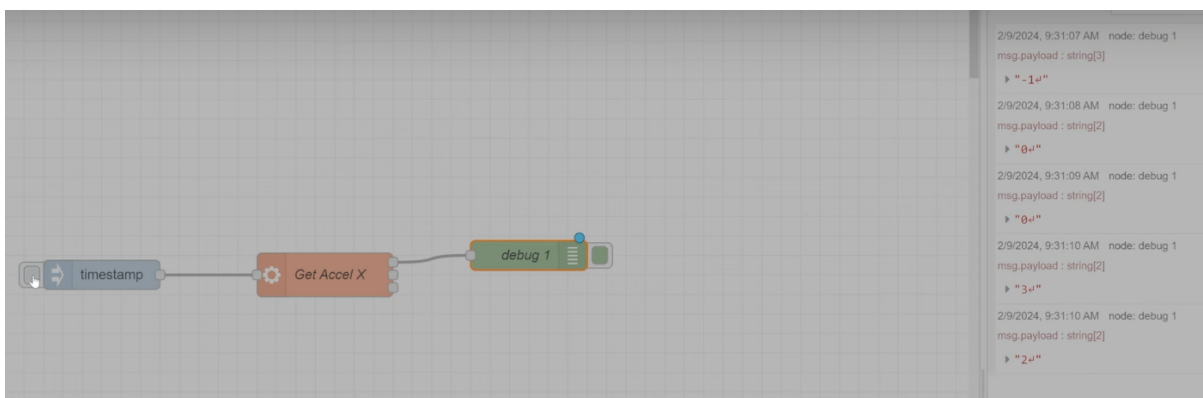 timestamp
Get Accel X
debug 1
2/9/2024, 9:31:07 AM node: debug 1
msg.payload : string[3]
"-1↵"
2/9/2024, 9:31:08 AM node: debug 1
msg.payload : string[2]
"0↵"
2/9/2024, 9:31:09 AM node: debug 1
msg.payload : string[2]
"0↵"
2/9/2024, 9:31:10 AM node: debug 1
msg.payload : string[2]
"3↵"
2/9/2024, 9:31:10 AM node: debug 1
msg.payload : string[2]
"2↵"